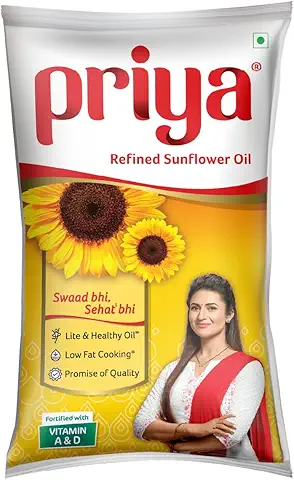 priya®
Refined Sunflower Oil
Swaad bhi,
Sehat* bhi
Lite & Healthy Oil**
Low Fat Cooking*
Promise of Quality
Fortified with
VITAMIN
A & D